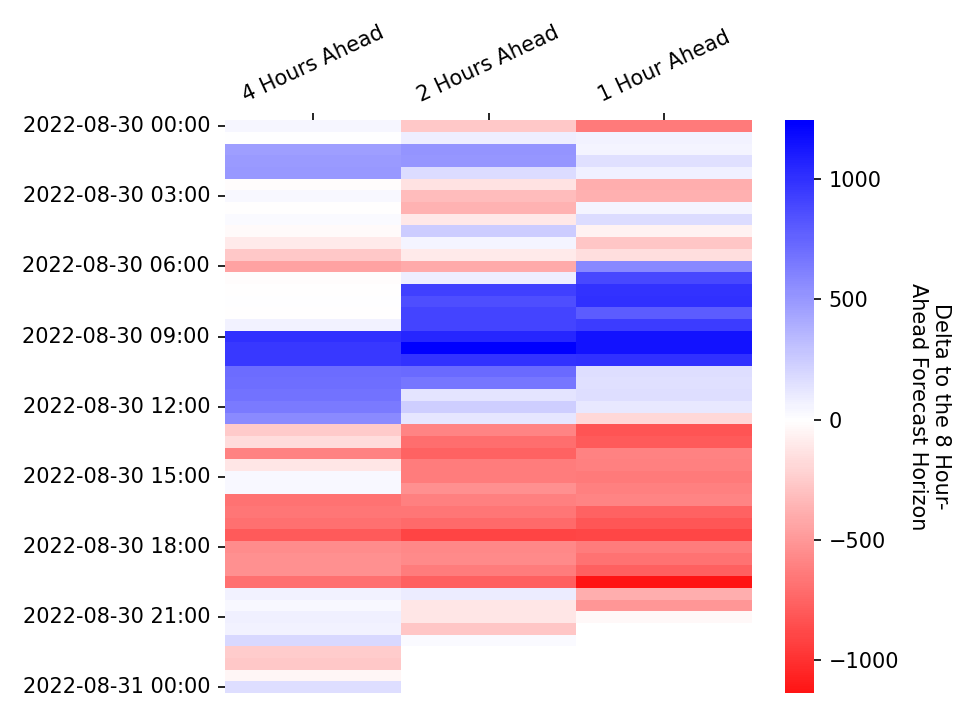 4 Hours Ahead
2 Hours Ahead
1 Hour Ahead
2022-08-30 00:00
2022-08-30 03:00
2022-08-30 06:00
2022-08-30 09:00
2022-08-30 12:00
2022-08-30 15:00
2022-08-30 18:00
2022-08-30 21:00
2022-08-31 00:00
1000
500
0
−500
−1000
Delta to the 8 Hour-
Ahead Forecast Horizon